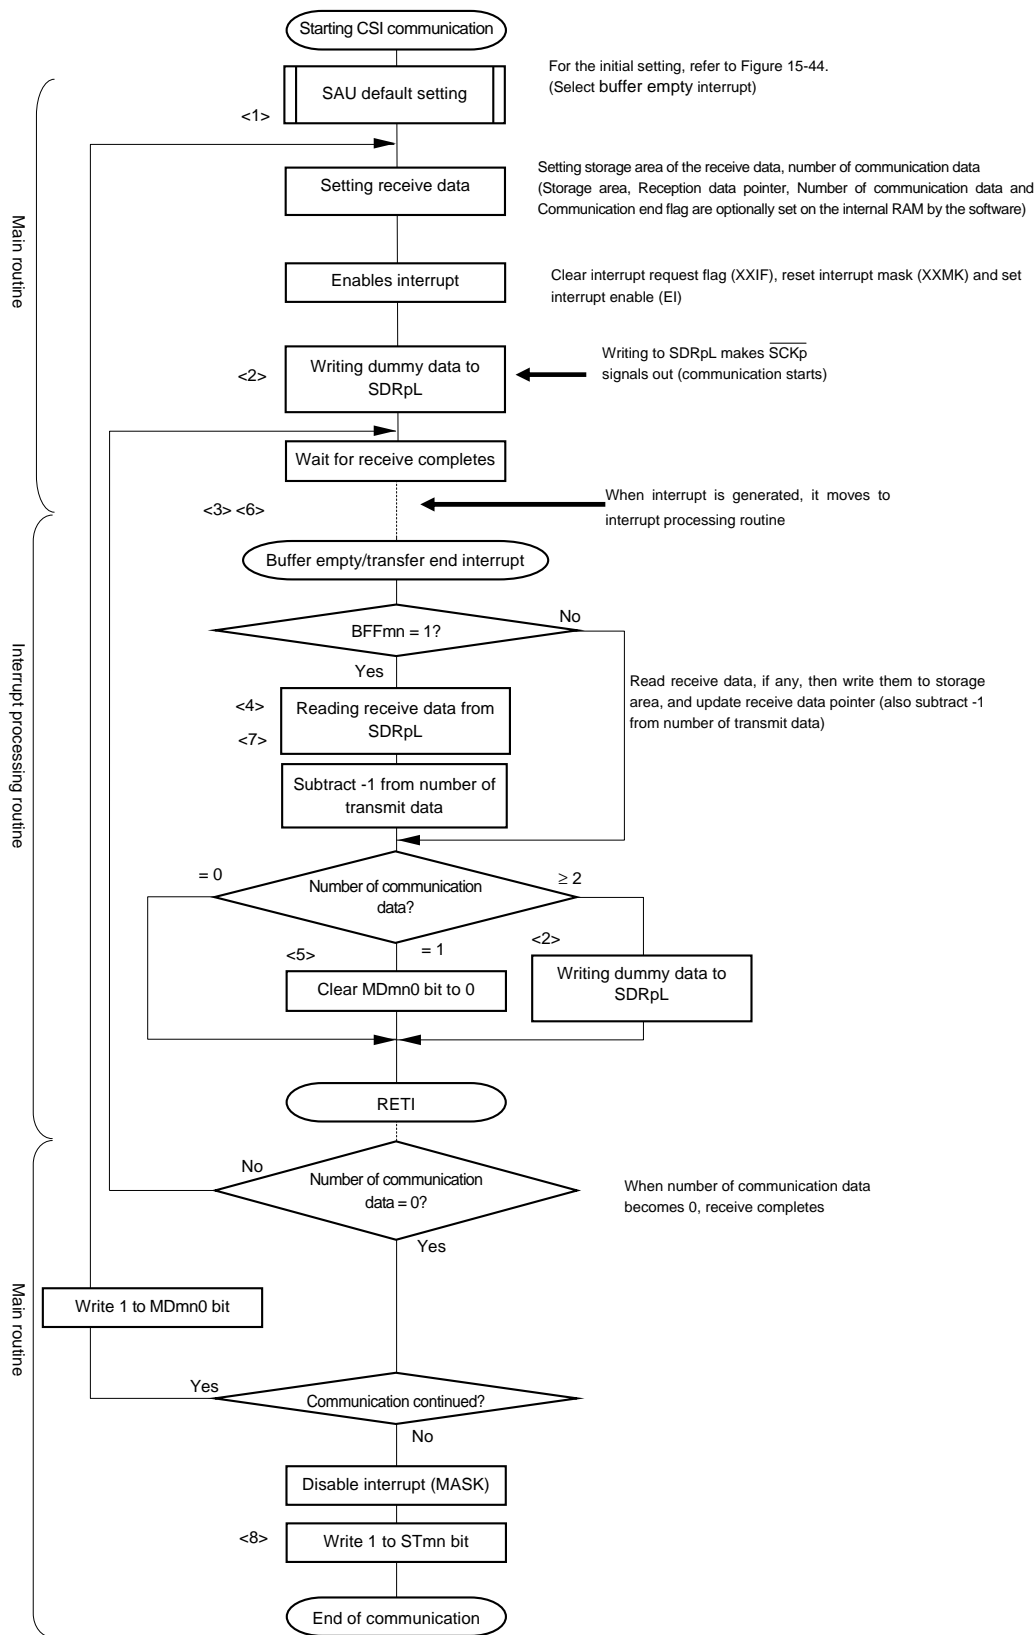 Starting CSI communication
For the initial setting, refer to Figure 15-44.
(Select buffer empty interrupt)
SAU default setting
<1>
Setting storage area of the receive data, number of communication data
(Storage area, Reception data pointer, Number of communication data and
Communication end flag are optionally set on the internal RAM by the software)
Setting receive data
Main routine
Enables interrupt
Clear interrupt request flag (XXIF), reset interrupt mask (XXMK) and set
interrupt enable (EI)
<2>
Writing dummy data to
SDRpL
Writing to SDRpL makes SCKp
signals out (communication starts)
Wait for receive completes
<3> <6>
When interrupt is generated, it moves to
interrupt processing routine
Buffer empty/transfer end interrupt
BFFmn = 1?
No
Yes
Interrupt processing routine
<4>
<7>
Reading receive data from
SDRpL
Read receive data, if any, then write them to storage
area, and update receive data pointer (also subtract -1
from number of transmit data)
Subtract -1 from number of
transmit data
= 0
Number of communication
data?
≥ 2
= 1
<5>
Clear MDmn0 bit to 0
<2>
Writing dummy data to
SDRpL
RETI
No
Number of communication
data = 0?
Yes
When number of communication data
becomes 0, receive completes
Main routine
Write 1 to MDmn0 bit
Yes
Communication continued?
No
Disable interrupt (MASK)
<8>
Write 1 to STmn bit
End of communication